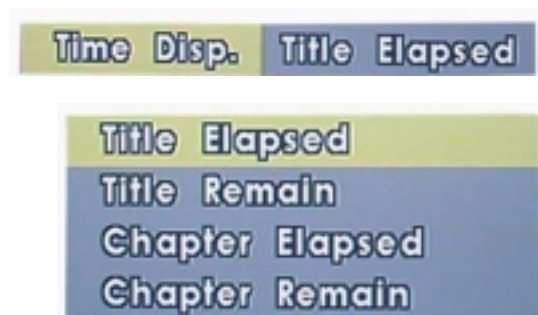 Time Disp. Title Elapsed
Title Elapsed
Title Remain
Chapter Elapsed
Chapter Remain